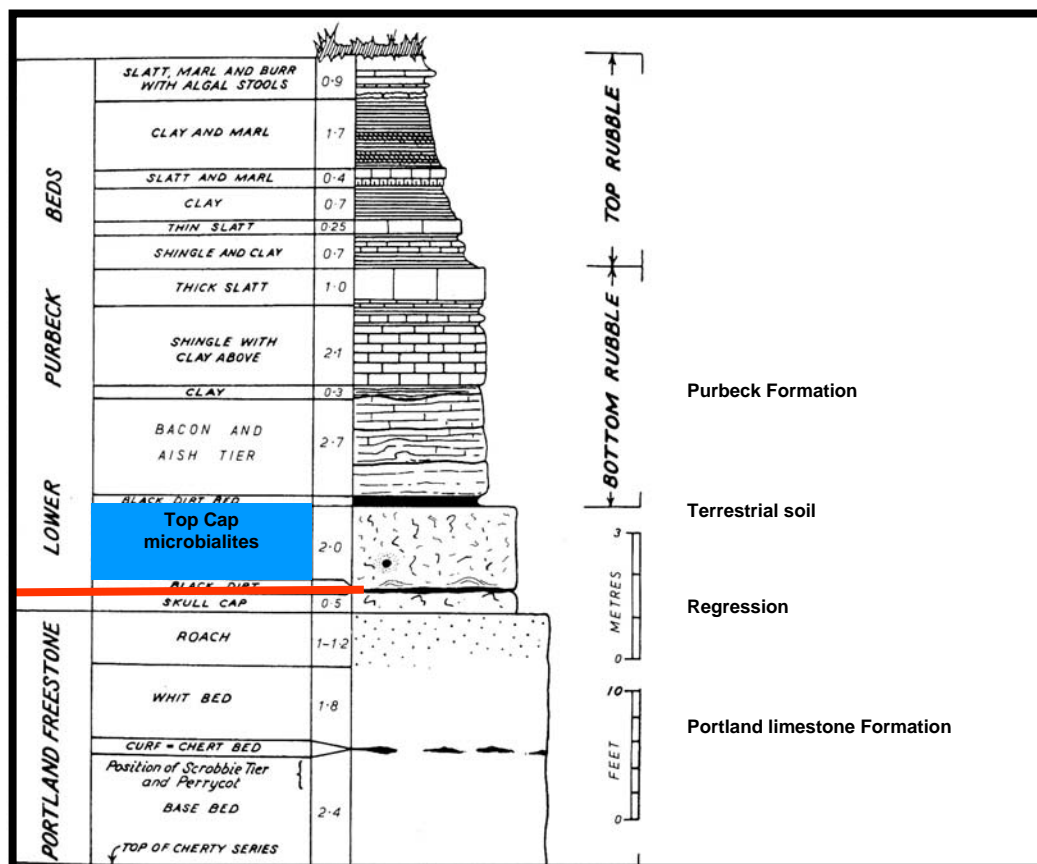 SLATT, MARL AND BURR
WITH ALGAL STOOLS
0·9
CLAY AND MARL
1·7
SLATT AND MARL
0·4
CLAY
0·7
THIN SLATT
0·25
SHINGLE AND CLAY
0·7
THICK SLATT
1·0
SHINGLE WITH
CLAY ABOVE
2·1
CLAY
0·3
BACON AND
AISH TIER
2·7
BLACK DIRT BED
Top Cap
microbialites
2·0
BLACK DIRT
SKULL CAP
0·5
ROACH
1–1·2
WHIT BED
1·8
CURF = CHERT BED
Position of Scrobbie Tier
and Perrycot
BASE BED
2·4
TOP OF CHERTY SERIES
LOWER PURBECK BEDS
PORTLAND FREESTONE
TOP RUBBLE
BOTTOM RUBBLE
3
METRES
0
10
FEET
0
Purbeck Formation
Terrestrial soil
Regression
Portland limestone Formation